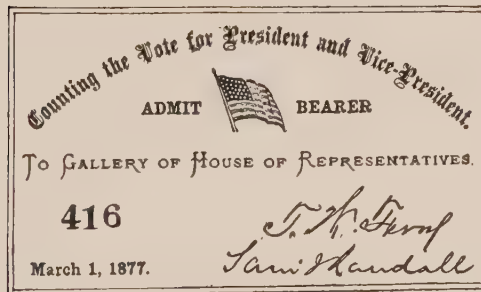 Counting the Vote for President and Vice-President.
ADMIT BEARER
TO GALLERY OF HOUSE OF REPRESENTATIVES.
416
T. W. Ferry
March 1, 1877.
Sam J Randall